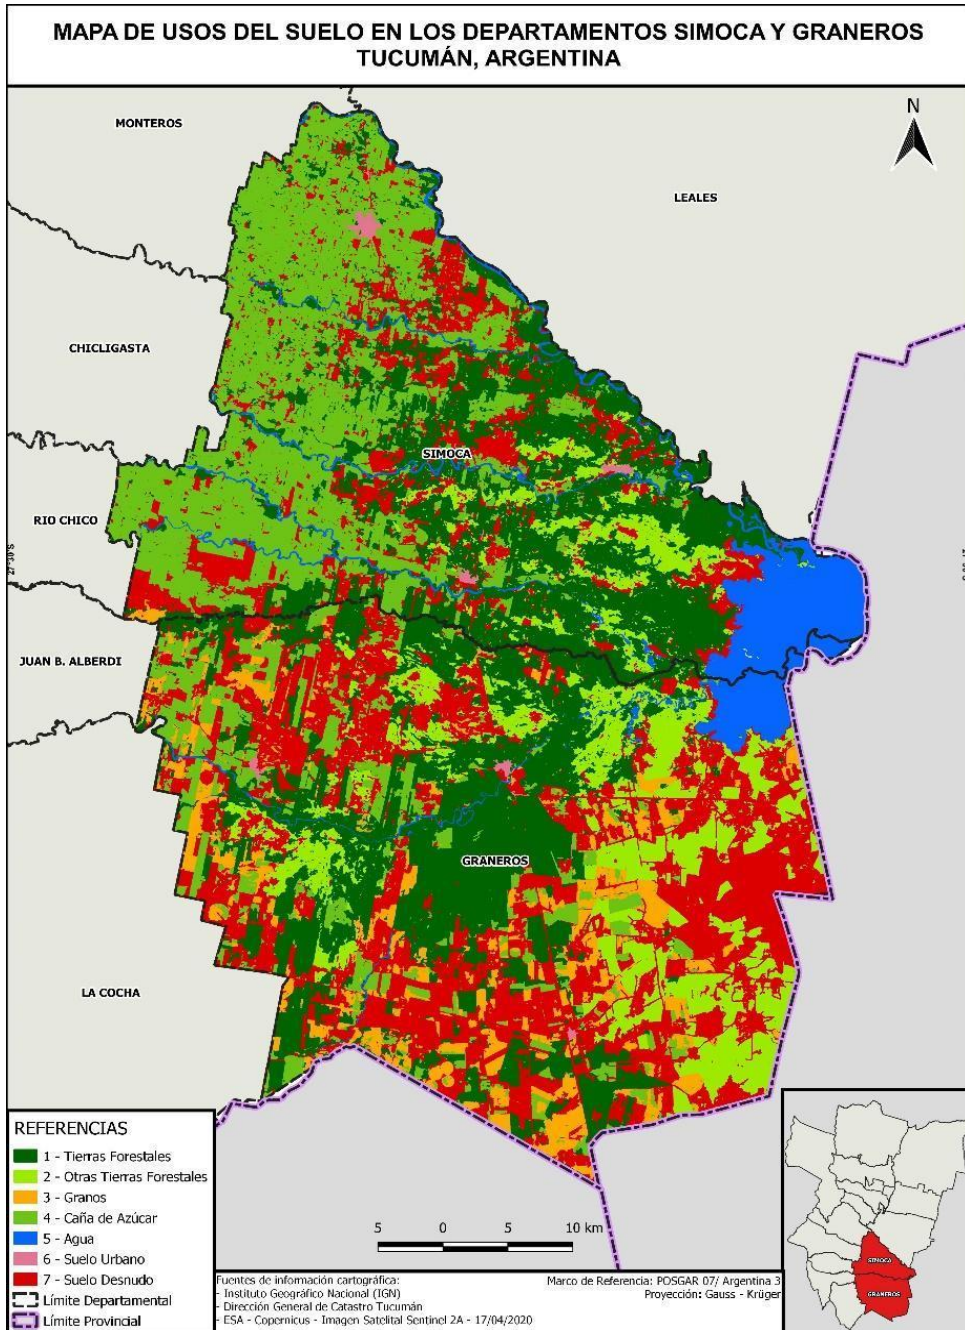 MAPA DE USOS DEL SUELO EN LOS DEPARTAMENTOS SIMOCA Y GRANEROS
TUCUMÁN, ARGENTINA
MONTEROS
N
LEALES
CHICLIGASTA
SIMOCA
RIO CHICO
JUAN B. ALBERDI
GRANEROS
LA COCHA
REFERENCIAS
1 - Tierras Forestales
2 - Otras Tierras Forestales
3 - Granos
4 - Caña de Azúcar
5 - Agua
6 - Suelo Urbano
7 - Suelo Desnudo
Límite Departamental
Límite Provincial
5 0 5 10 km
Fuentes de información cartográfica:
- Instituto Geográfico Nacional (IGN)
- Dirección General de Catastro Tucumán
- ESA - Copernicus - Imagen Satelital Sentinel 2A - 17/04/2020
Marco de Referencia: POSGAR 07/ Argentina 3
Proyección: Gauss - Krüger
SIMOCA
GRANEROS